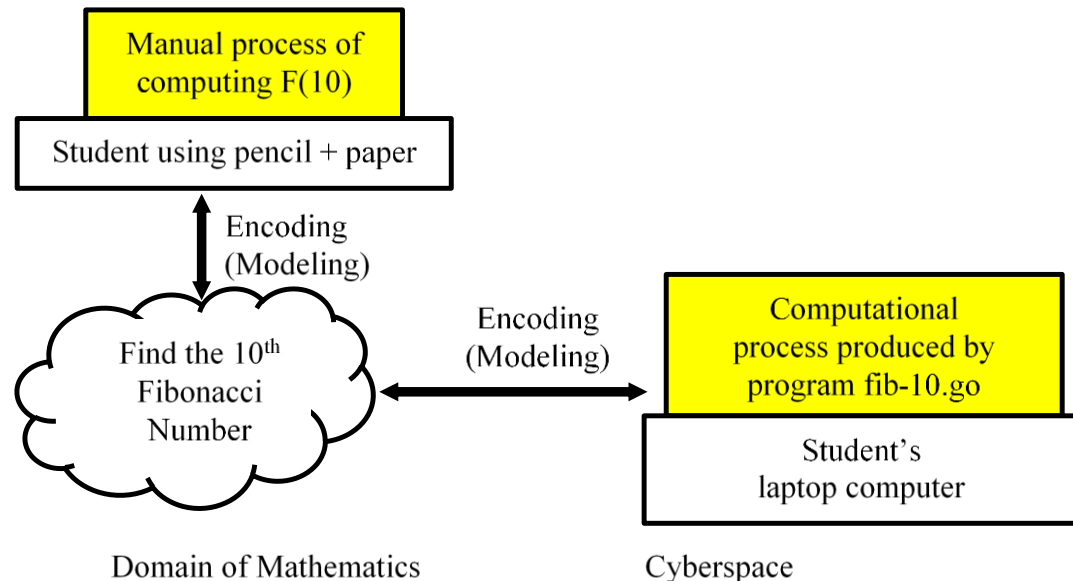 Manual process of
computing F(10)
Student using pencil + paper
Encoding
(Modeling)
Find the 10th
Fibonacci
Number
Encoding
(Modeling)
Computational
process produced by
program fib-10.go
Student’s
laptop computer
Domain of Mathematics
Cyberspace